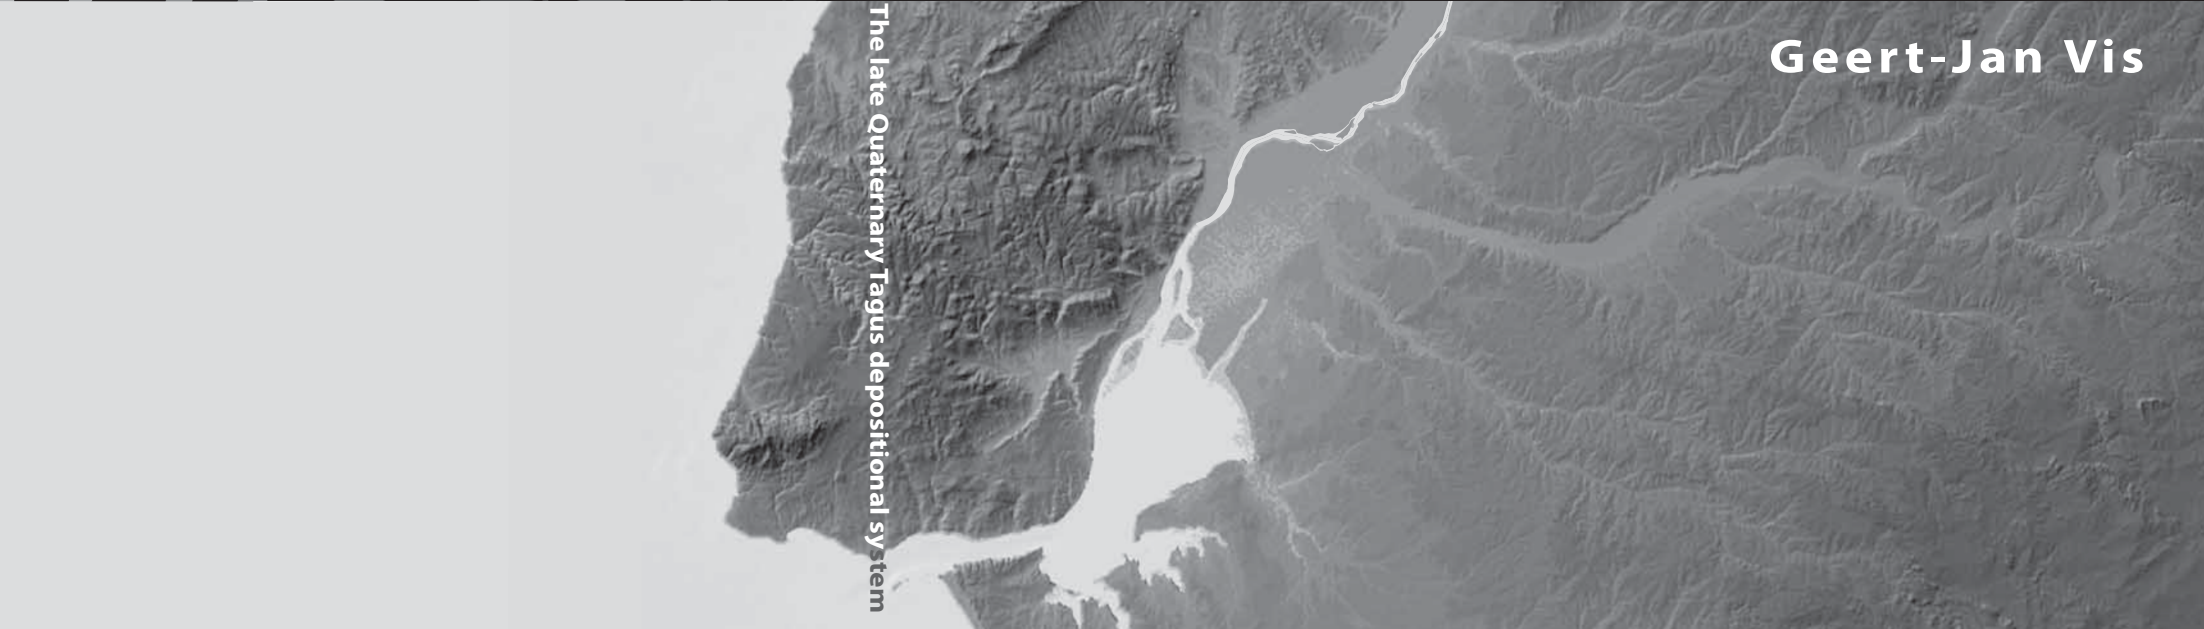 The late Quaternary Tagus depositional system
Geert-Jan Vis